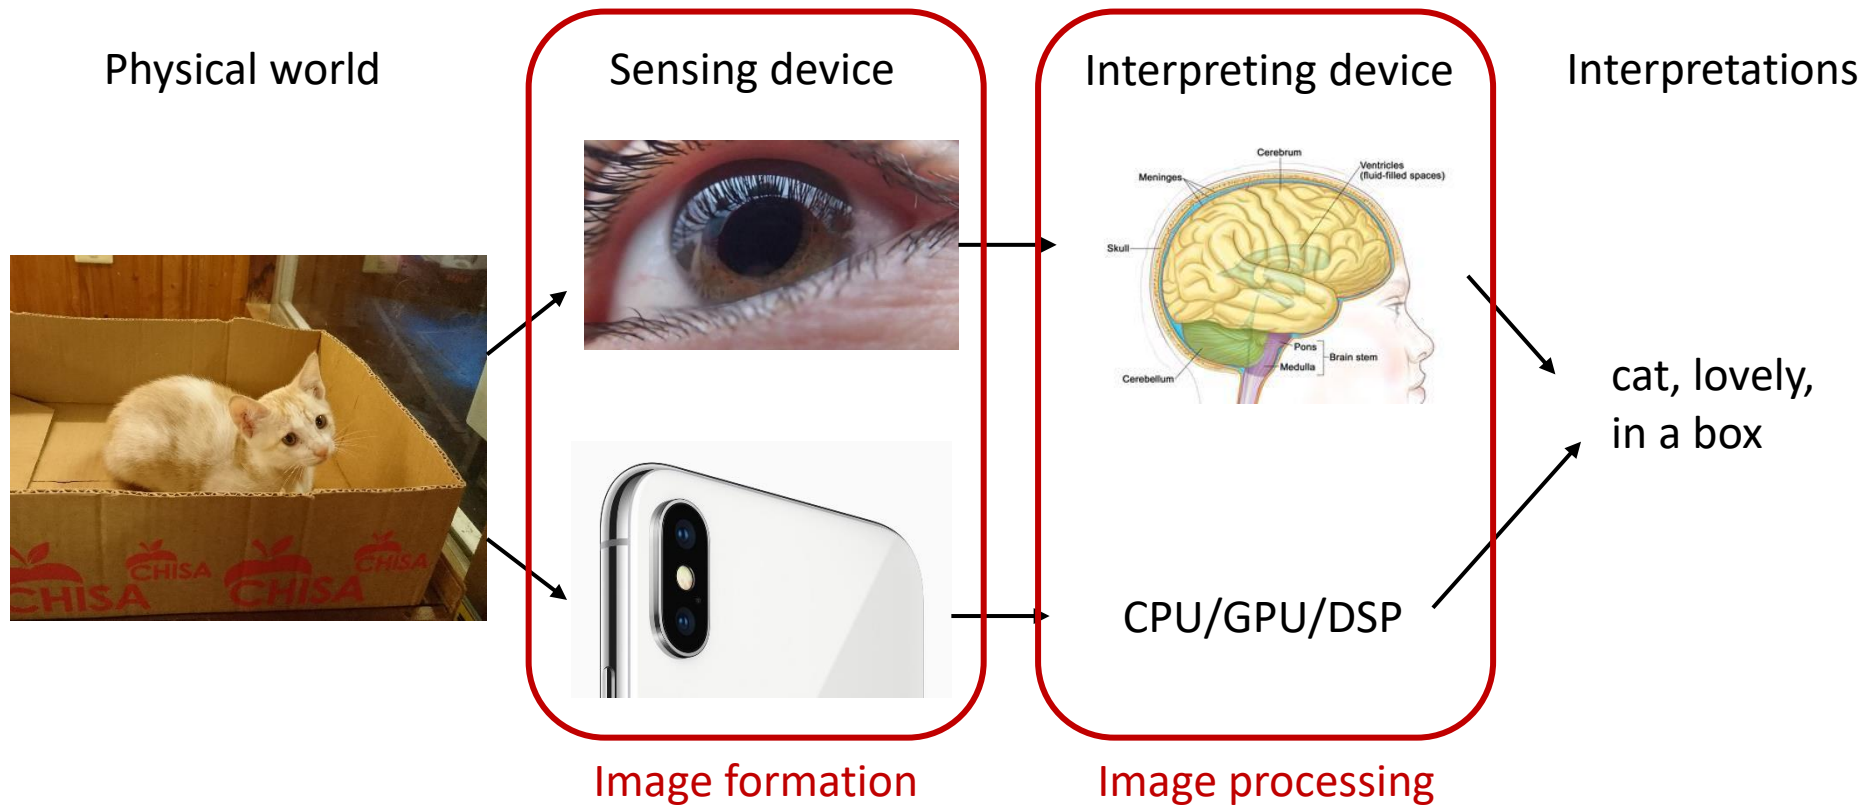 Physical world
Sensing device
Interpreting device
Interpretations
Cerebrum
Ventricles
(fluid-filled spaces)
Meninges
Skull
Pons
Brain stem
Medulla
Cerebellum
CHISA
CHISA
CHISA
CHISA
cat, lovely,
in a box
CPU/GPU/DSP
Image formation
Image processing